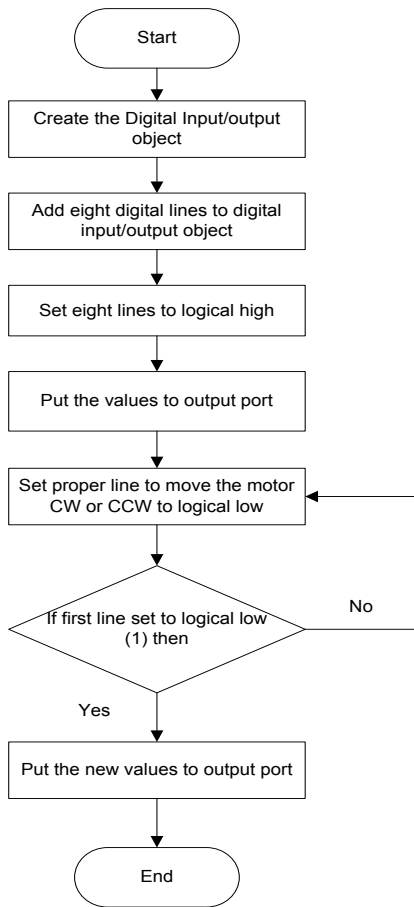 Start
Create the Digital Input/output
object
Add eight digital lines to digital
input/output object
Set eight lines to logical high
Put the values to output port
Set proper line to move the motor
CW or CCW to logical low
If first line set to logical low
(1) then
No
Yes
Put the new values to output port
End